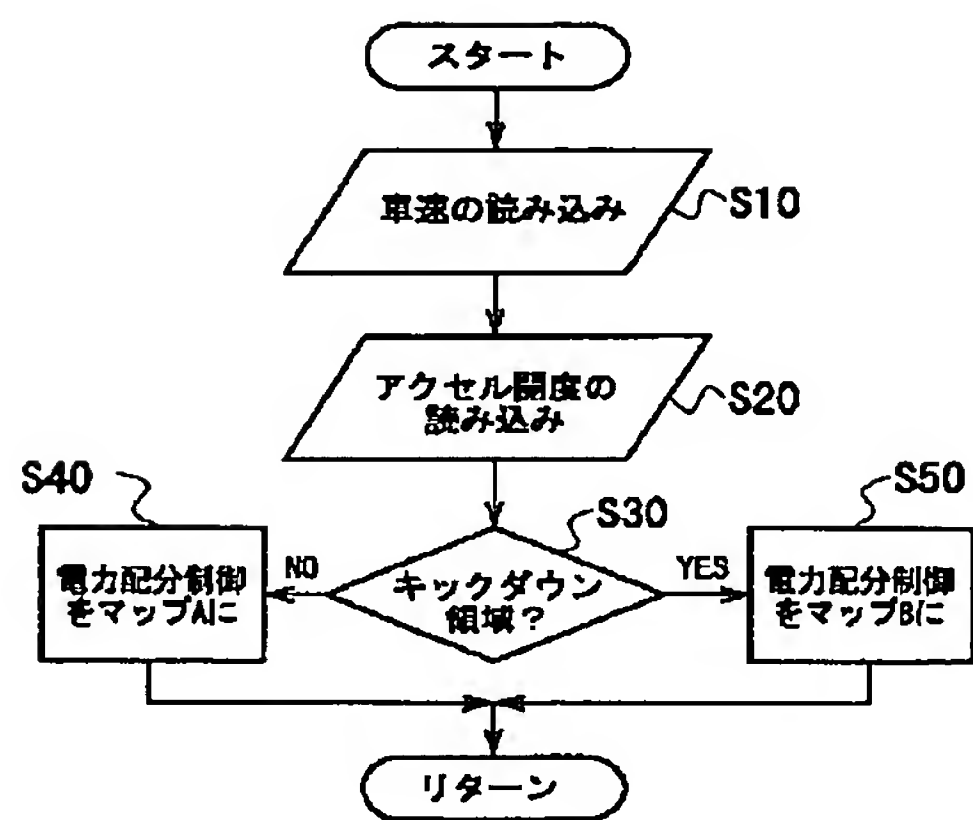 スタート
車速の読み込み
S10
アクセル開度の
読み込み
S20
S30
キックダウン
領域?
NO
YES
S40
電力配分制御
をマップAに
S50
電力配分制御
をマップBに
リターン